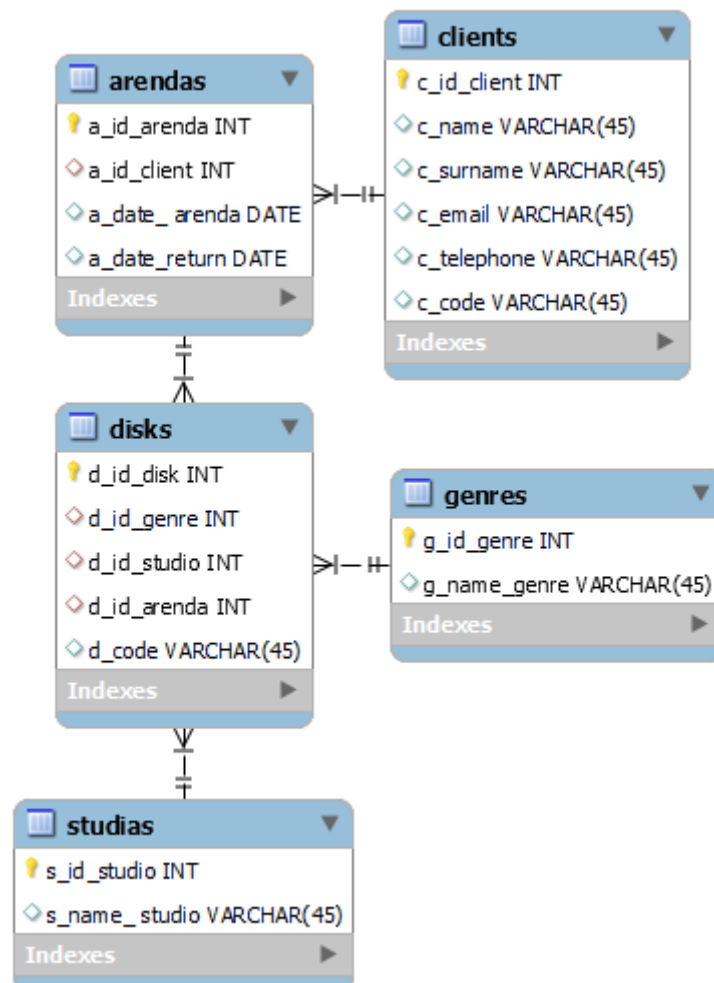 arendas
a_id_arenda INT
a_id_client INT
a_date_ arenda DATE
a_date_return DATE
Indexes
clients
c_id_client INT
c_name VARCHAR(45)
c_surname VARCHAR(45)
c_email VARCHAR(45)
c_telephone VARCHAR(45)
c_code VARCHAR(45)
Indexes
disks
d_id_disk INT
d_id_genre INT
d_id_studio INT
d_id_arenda INT
d_code VARCHAR(45)
Indexes
genres
g_id_genre INT
g_name_genre VARCHAR(45)
Indexes
studias
s_id_studio INT
s_name_ studio VARCHAR(45)
Indexes